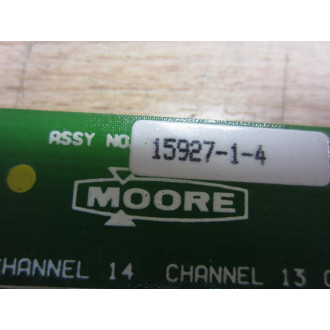 ASSY NO. 15927-1-4
MOORE
CHANNEL 14 CHANNEL 13